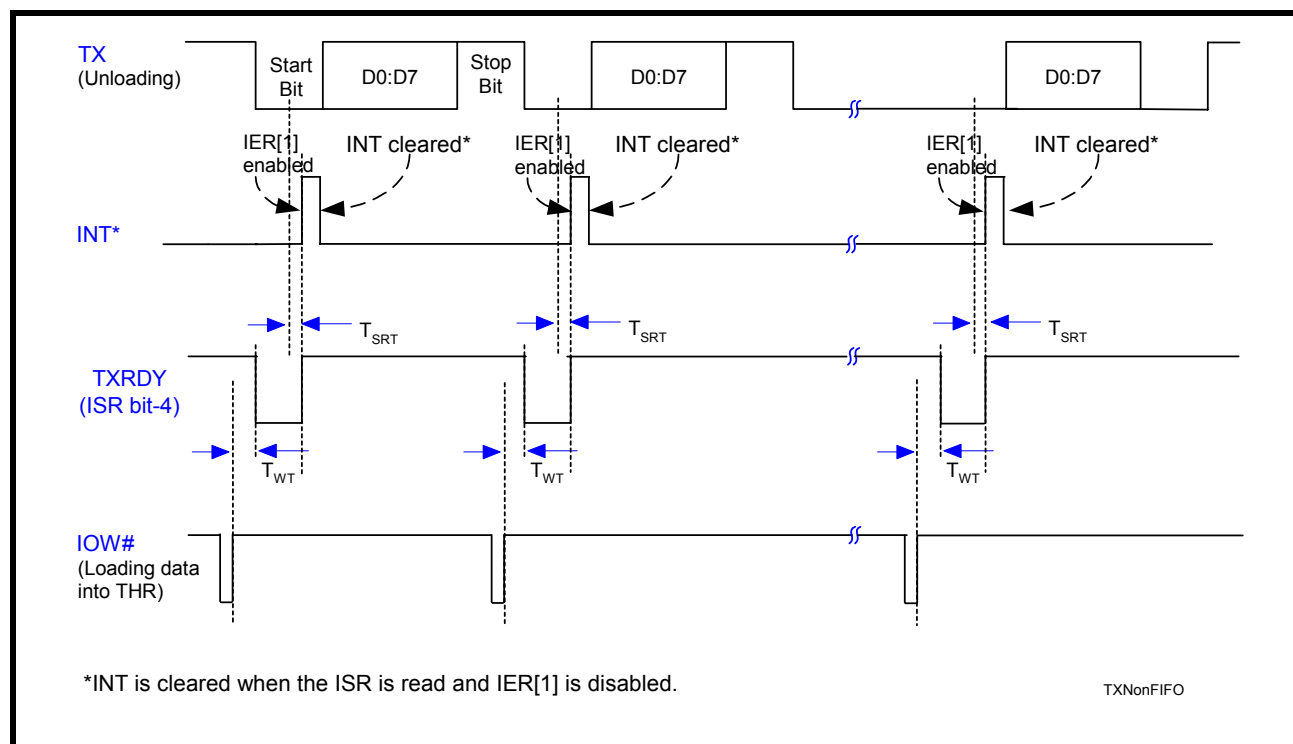 TX
(Unloading)
Start
Bit
D0:D7
Stop
Bit
D0:D7
D0:D7
IER[1]
enabled
INT cleared*
IER[1]
enabled
INT cleared*
IER[1]
enabled
INT cleared*
INT*
TSRT
TSRT
TSRT
TXRDY
(ISR bit-4)
TWT
TWT
TWT
IOW#
(Loading data
into THR)
*INT is cleared when the ISR is read and IER[1] is disabled.
TXNonFIFO